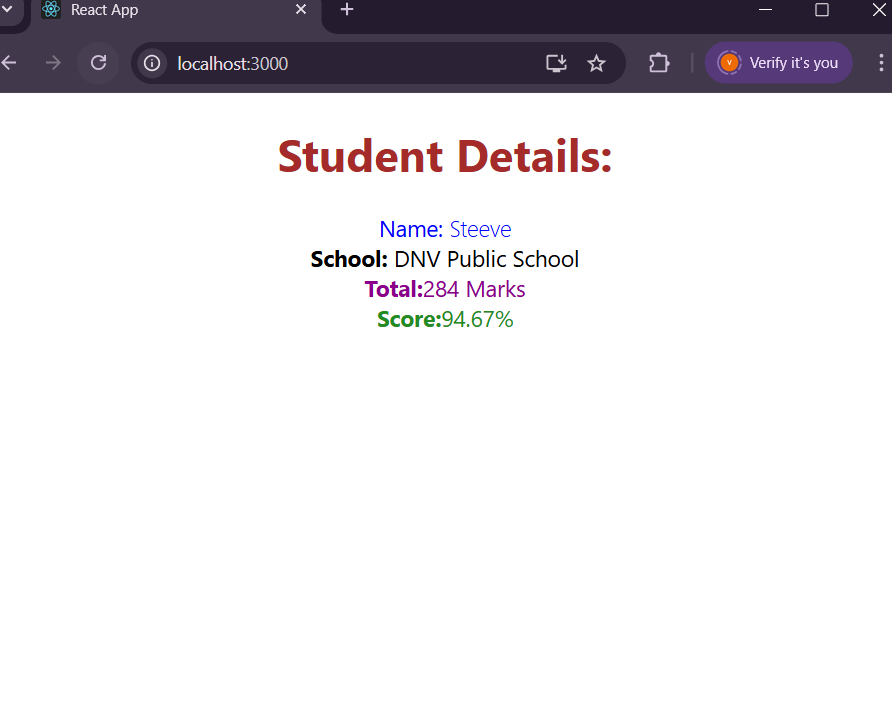 React App
localhost:3000
Verify it's you
Student Details:
Name: Steeve
School: DNV Public School
Total:284 Marks
Score:94.67%